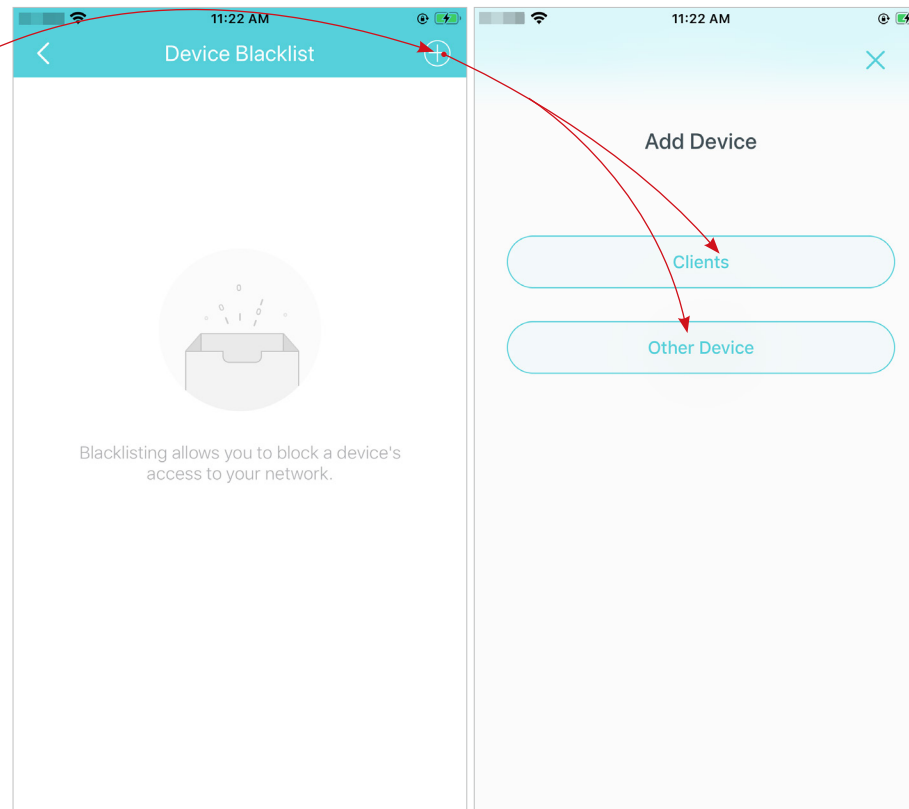 11:22 AM
Device Blacklist
Blacklisting allows you to block a device's
access to your network.
11:22 AM
Add Device
Clients
Other Device